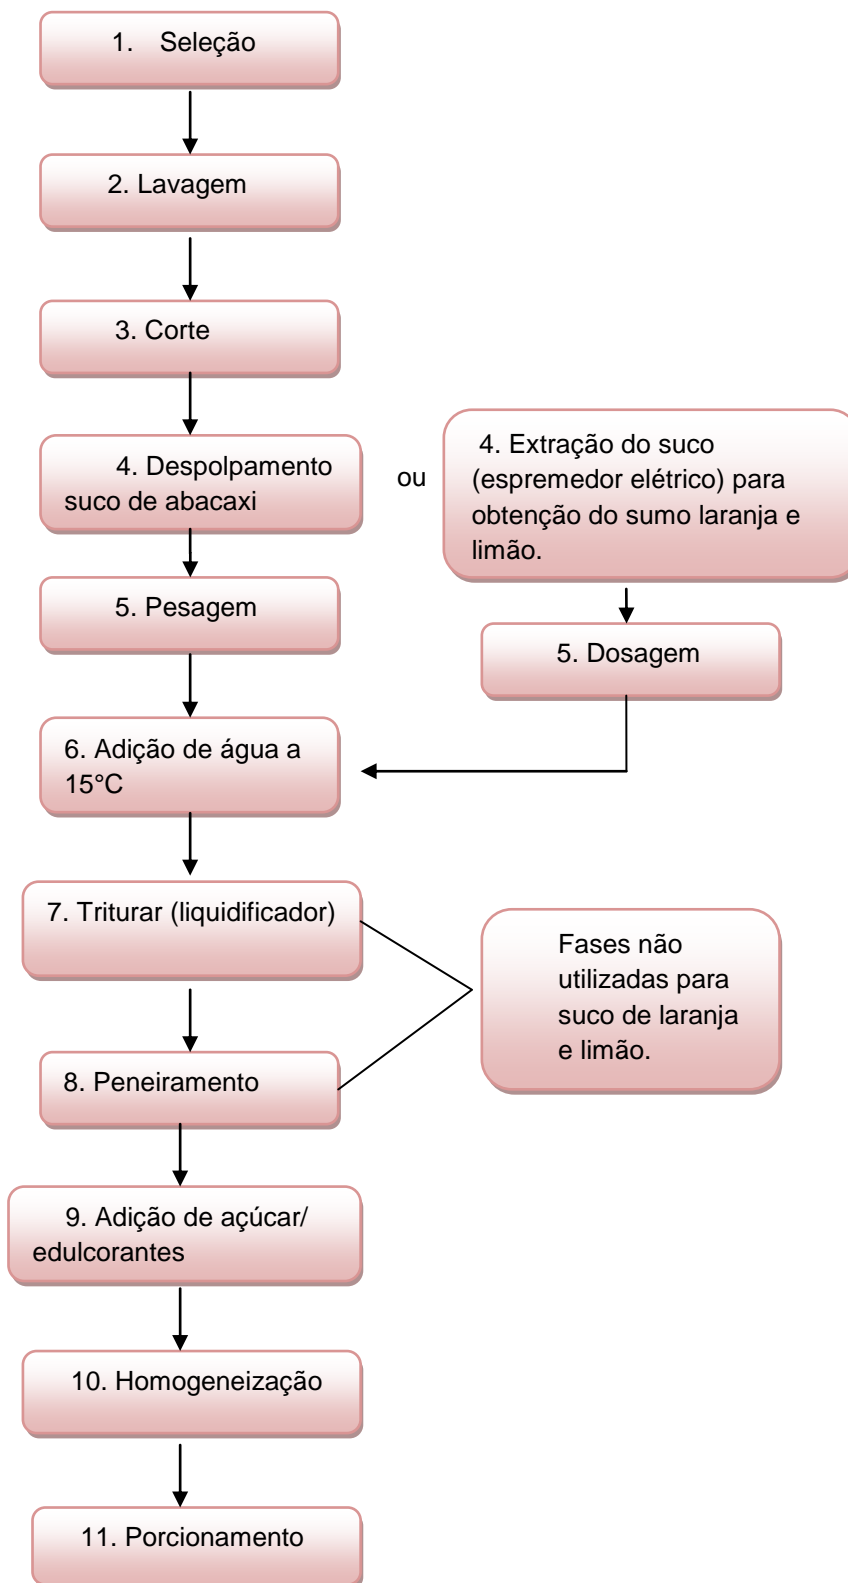 1. Seleção
2. Lavagem
3. Corte
4. Despolpamento
suco de abacaxi
ou
4. Extração do suco
(espremedor elétrico) para
obtenção do sumo laranja e
limão.
5. Pesagem
5. Dosagem
6. Adição de água a
15°C
7. Triturar (liquidificador)
Fases não
utilizadas para
suco de laranja
e limão.
8. Peneiramento
9. Adição de açúcar/
edulcorantes
10. Homogeneização
11. Porcionamento